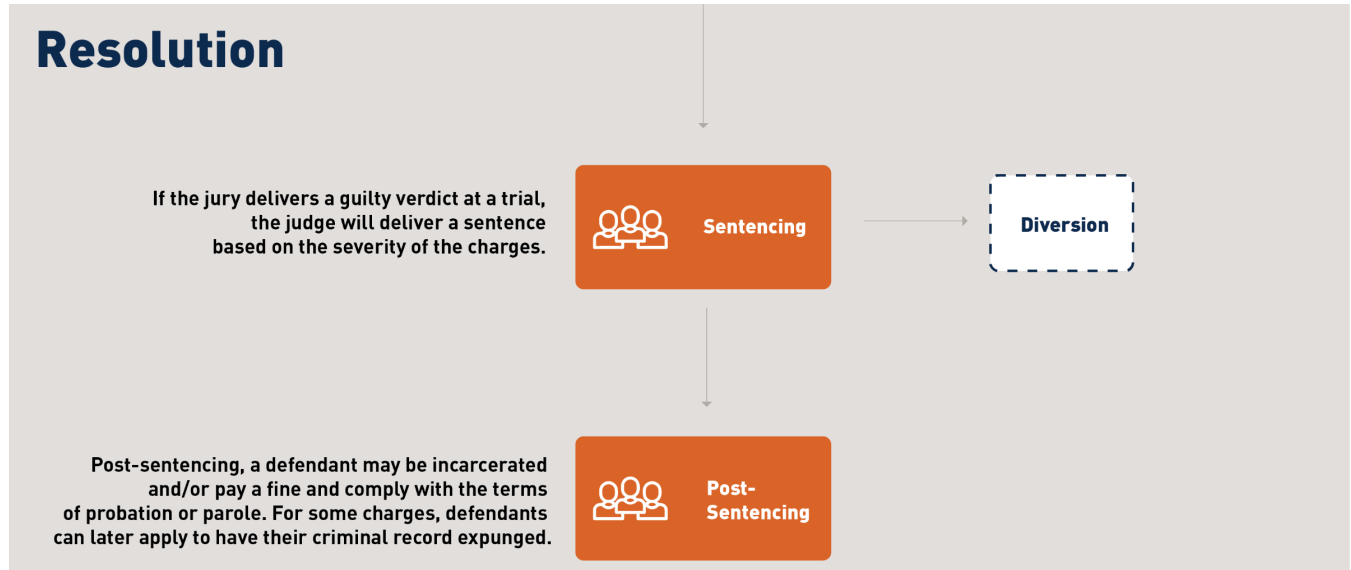 Resolution
If the jury delivers a guilty verdict at a trial,
the judge will deliver a sentence
based on the severity of the charges.
Sentencing
Diversion
Post-sentencing, a defendant may be incarcerated
and/or pay a fine and comply with the terms
of probation or parole. For some charges, defendants
can later apply to have their criminal record expunged.
Post-
Sentencing